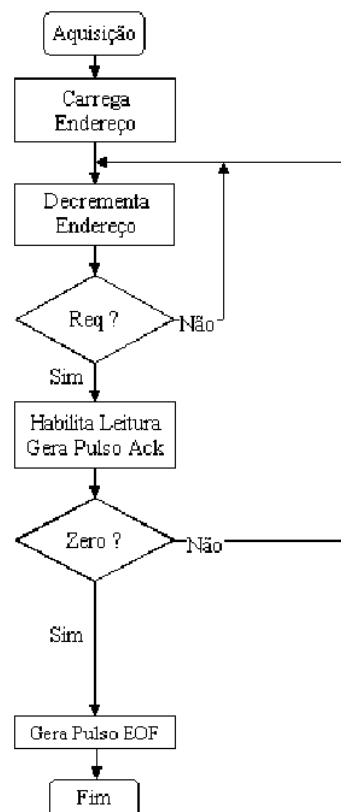 Aquisição
Carrega
Endereço
Decrementa
Endereço
Req ?
Não
Sim
Habilita Leitura
Gera Pulso Ack
Zero ?
Não
Sim
Gera Pulso EOF
Fim